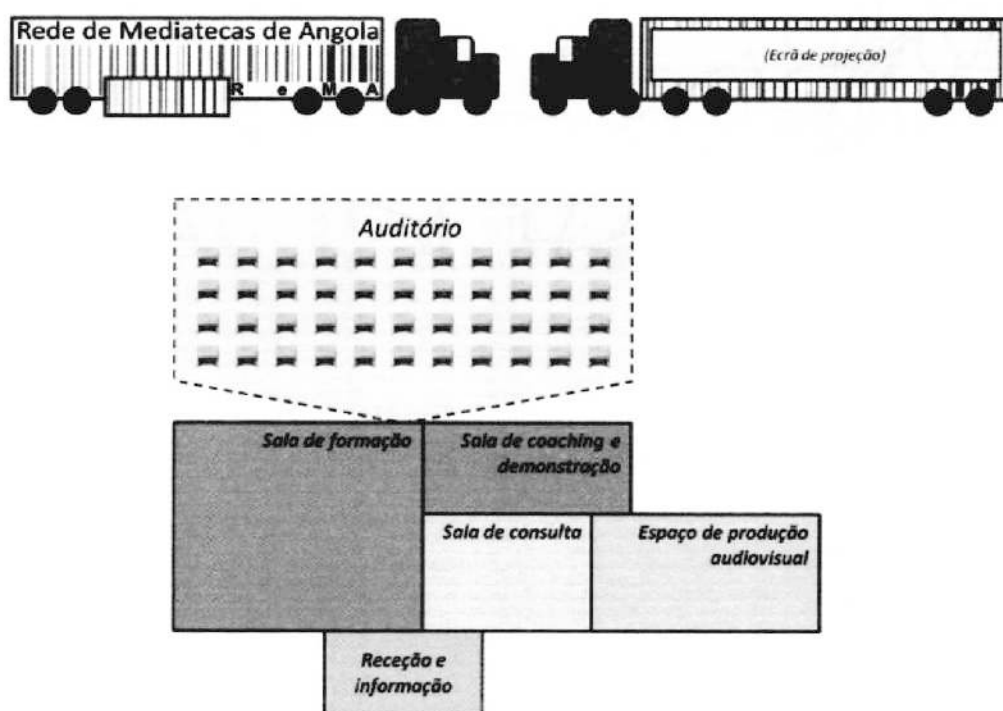 Rede de Mediatecas de Angola
R e M A
(Ecrã de projeção)
Auditório
Sala de formação
Sala de coaching e
demonstração
Sala de consulta
Espaço de produção
audiovisual
Receção e
informação